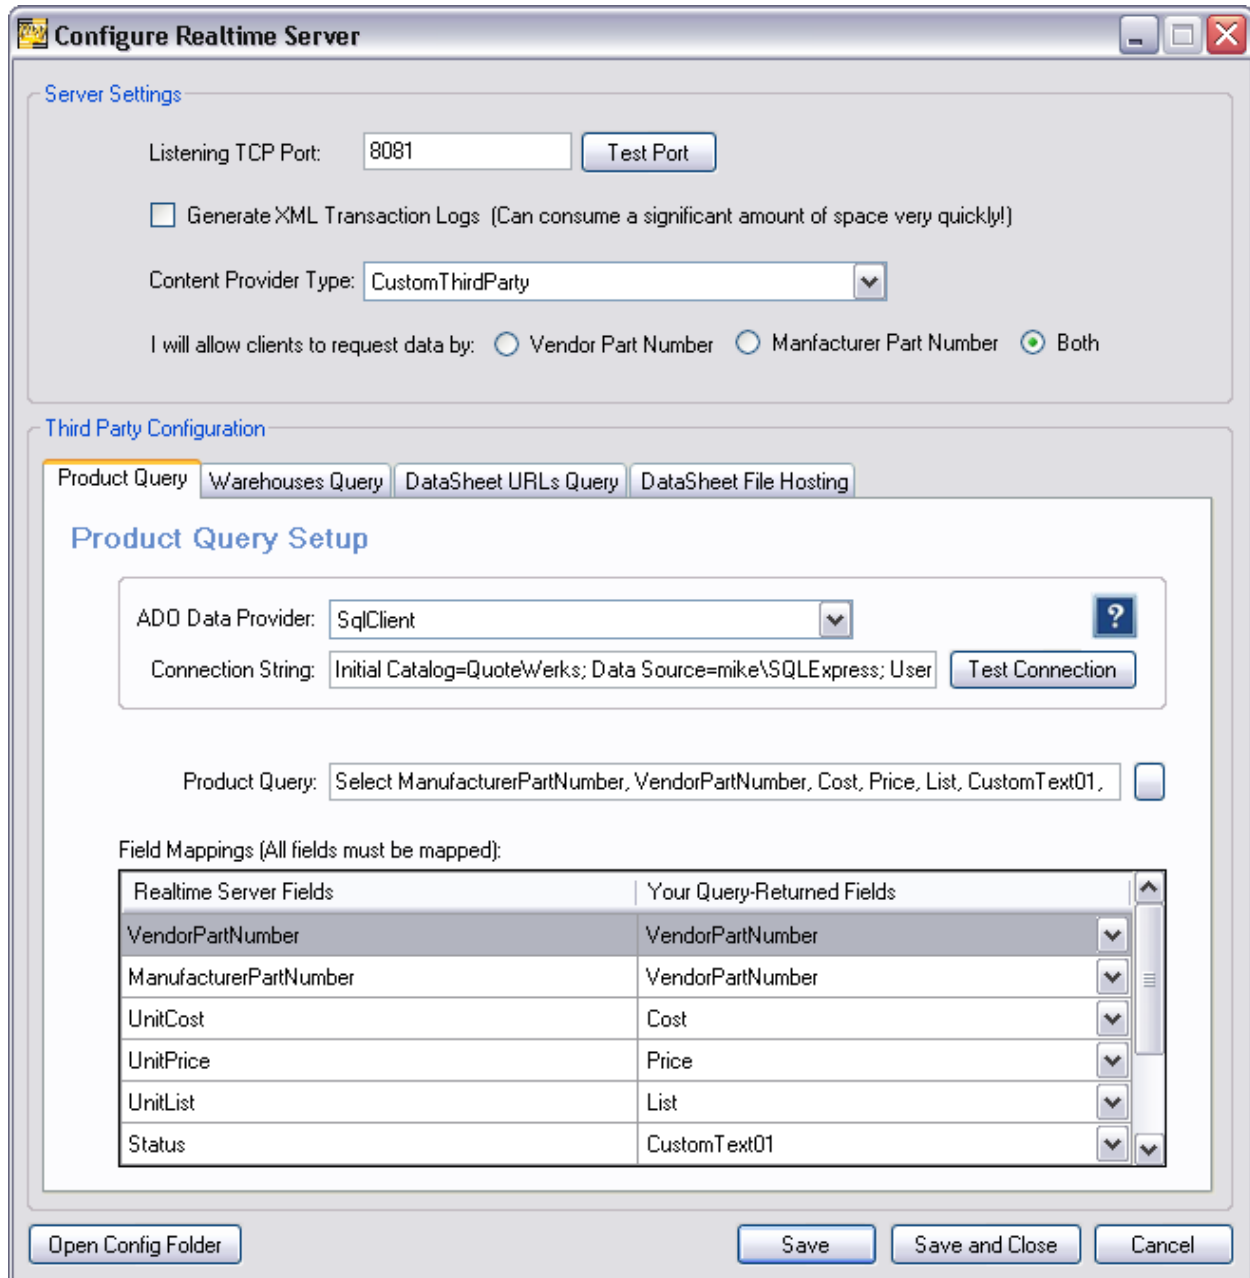 Configure Realtime Server
Server Settings
Listening TCP Port: 8081 Test Port
Generate XML Transaction Logs (Can consume a significant amount of space very quickly!)
Content Provider Type: CustomThirdParty
I will allow clients to request data by: Vendor Part Number Manfacturer Part Number Both
Third Party Configuration
Product Query Warehouses Query DataSheet URLs Query DataSheet File Hosting
Product Query Setup
ADO Data Provider: SqlClient ?
Connection String: Initial Catalog=QuoteWerks; Data Source=mike\SQLExpress; User Test Connection
Product Query: Select ManufacturerPartNumber, VendorPartNumber, Cost, Price, List, CustomText01,
Field Mappings (All fields must be mapped):
Realtime Server Fields Your Query-Returned Fields
VendorPartNumber VendorPartNumber
ManufacturerPartNumber VendorPartNumber
UnitCost Cost
UnitPrice Price
UnitList List
Status CustomText01
Open Config Folder Save Save and Close Cancel